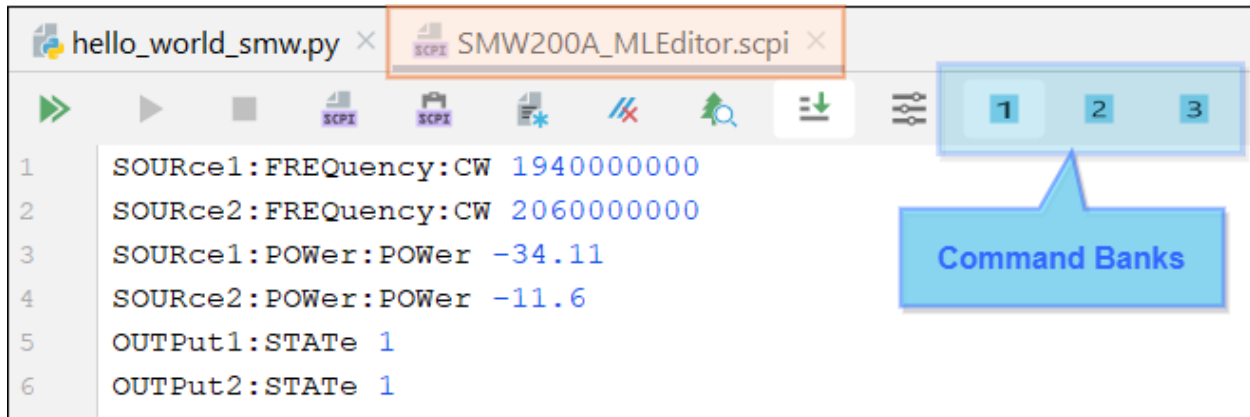 hello_world_smw.py SCPI SMW200A_MLEditor.scpi
SCPI SCPI 1 2 3
1 SOURce1:FREQuency:CW 1940000000
2 SOURce2:FREQuency:CW 2060000000
3 SOURce1:POWer:POWer -34.11
4 SOURce2:POWer:POWer -11.6
5 OUTPut1:STATe 1
6 OUTPut2:STATe 1
Command Banks